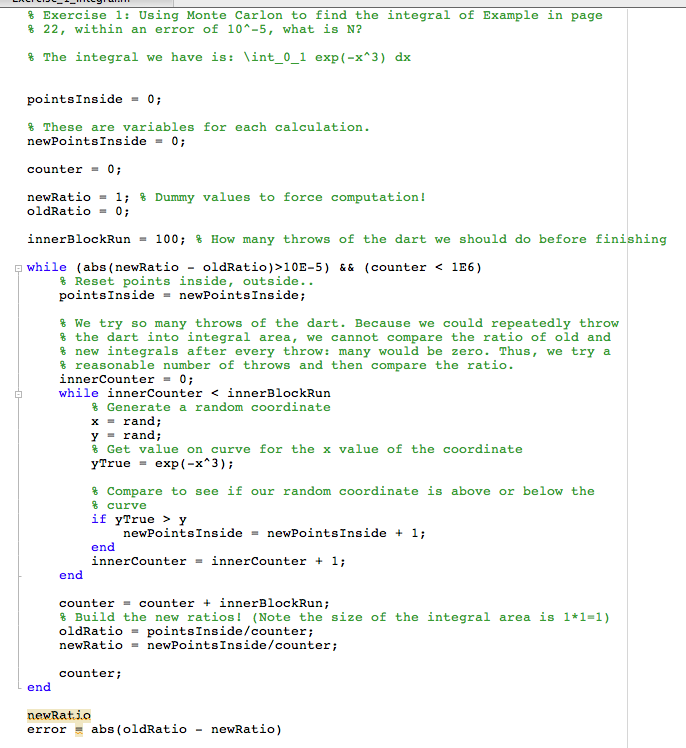 % Exercise 1: Using Monte Carlon to find the integral of Example in page
% 22, within an error of 10^-5, what is N?
% The integral we have is: \int_0_1 exp(-x^3) dx
pointsInside = 0;
% These are variables for each calculation.
newPointsInside = 0;
counter = 0;
newRatio = 1; % Dummy values to force computation!
oldRatio = 0;
innerBlockRun = 100; % How many throws of the dart we should do before finishing
while (abs(newRatio - oldRatio)>10E-5) && (counter < 1E6)
% Reset points inside, outside..
pointsInside = newPointsInside;
% We try so many throws of the dart. Because we could repeatedly throw
% the dart into integral area, we cannot compare the ratio of old and
% new integrals after every throw: many would be zero. Thus, we try a
% reasonable number of throws and then compare the ratio.
innerCounter = 0;
while innerCounter < innerBlockRun
% Generate a random coordinate
x = rand;
y = rand;
% Get value on curve for the x value of the coordinate
yTrue = exp(-x^3);
% Compare to see if our random coordinate is above or below the
% curve
if yTrue > y
newPointsInside = newPointsInside + 1;
end
innerCounter = innerCounter + 1;
end
counter = counter + innerBlockRun;
% Build the new ratios! (Note the size of the integral area is 1*1=1)
oldRatio = pointsInside/counter;
newRatio = newPointsInside/counter;
counter;
end
newRatio
error = abs(oldRatio - newRatio)